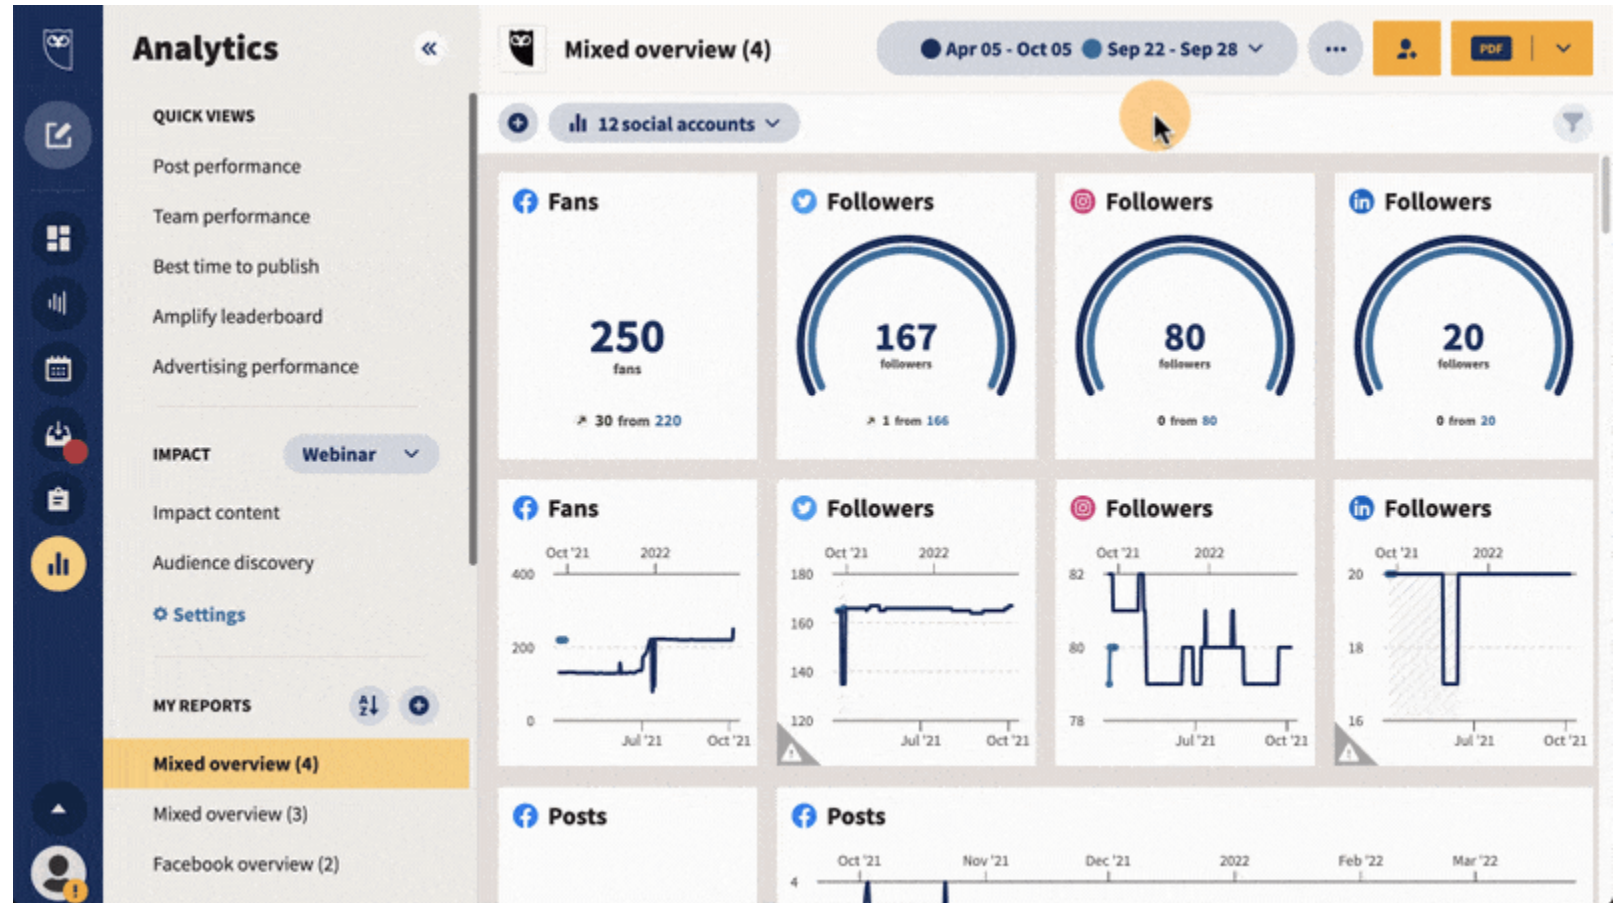 Analytics
QUICK VIEWS
Post performance
Team performance
Best time to publish
Amplify leaderboard
Advertising performance
IMPACT
Webinar
Impact content
Audience discovery
Settings
MY REPORTS
A
Z
Mixed overview (4)
Mixed overview (3)
Facebook overview (2)
Mixed overview (4)
Apr 05 - Oct 05 Sep 22 - Sep 28
PDF
12 social accounts
Fans
250
fans
30 from 220
Followers
167
followers
1 from 166
Followers
80
followers
0 from 80
Followers
20
followers
0 from 20
Fans
Oct '21 2022
400
200
0
Jul '21 Oct '21
Followers
Oct '21 2022
180
160
140
120
Jul '21 Oct '21
Followers
Oct '21 2022
82
80
78
Jul '21 Oct '21
Followers
Oct '21 2022
20
18
16
Jul '21 Oct '21
Posts
Posts
Oct '21 Nov '21 Dec '21 2022 Feb '22 Mar '22
4